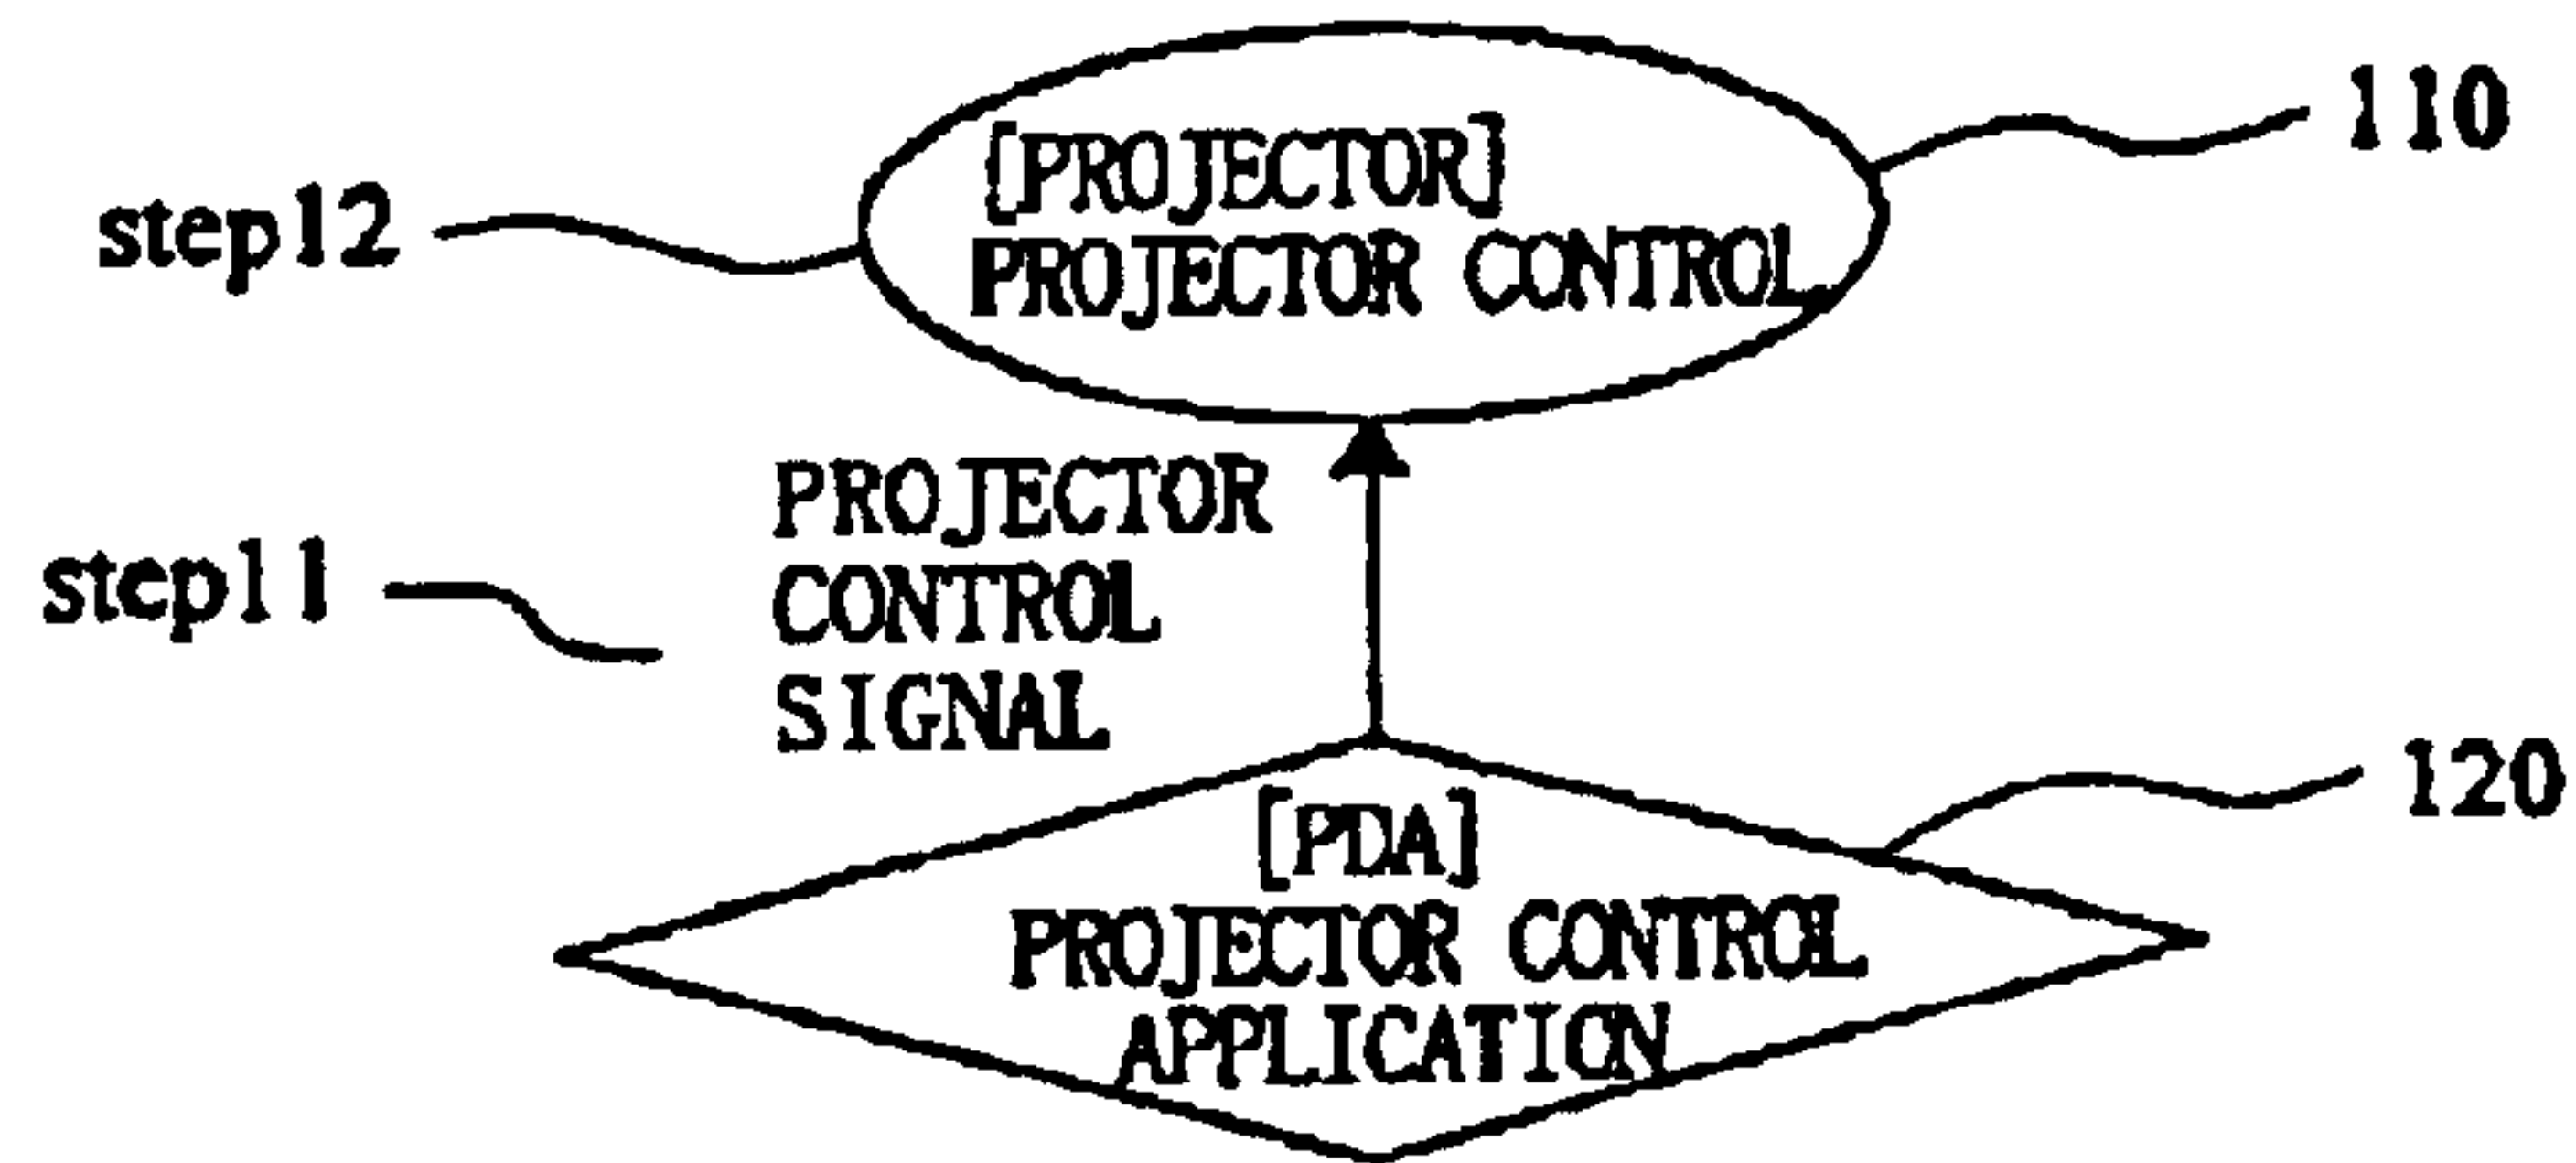 110
[PROJECTOR]
step12
PROJECTOR CONTROL
PROJECTOR
step11
CONTROL
SIGNAL
120
[PDA]
PROJECTOR CONTROL
APPLICATION